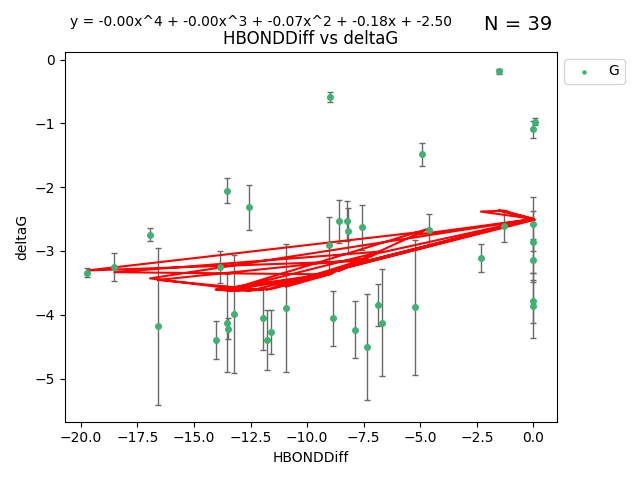 y = -0.00x^4 + -0.00x^3 + -0.07x^2 + -0.18x + -2.50
N = 39
HBONDDiff vs deltaG
G
0
−1
−2
−3
−4
−5
deltaG
−20.0 −17.5 −15.0 −12.5 −10.0 −7.5 −5.0 −2.5 0.0
HBONDDiff